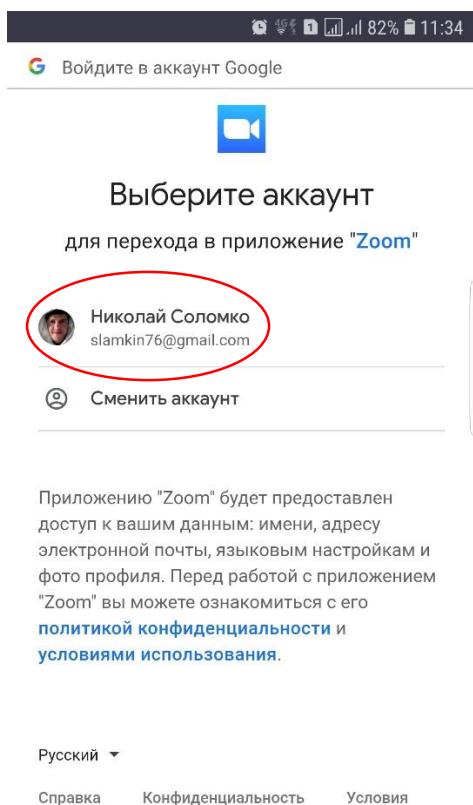 82% 11:34
G Войдите в аккаунт Google
Выберите аккаунт
для перехода в приложение "Zoom"
Николай Соломко
slamkin76@gmail.com
Сменить аккаунт
Приложению "Zoom" будет предоставлен
доступ к вашим данным: имени, адресу
электронной почты, языковым настройкам и
фото профиля. Перед работой с приложением
"Zoom" вы можете ознакомиться с его
политикой конфиденциальности и
условиями использования.
Русский
Справка Конфиденциальность Условия